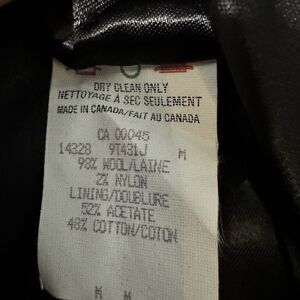 DRY CLEAN ONLY
NETTOYAGE À SEC SEULEMENT
MADE IN CANADA/FAIT AU CANADA
CA 00045
14328 9T431J M
98% WOOL/LAINE
2% NYLON
LINING/DOUBLURE
52% ACETATE
48% COTTON/COTON
M M